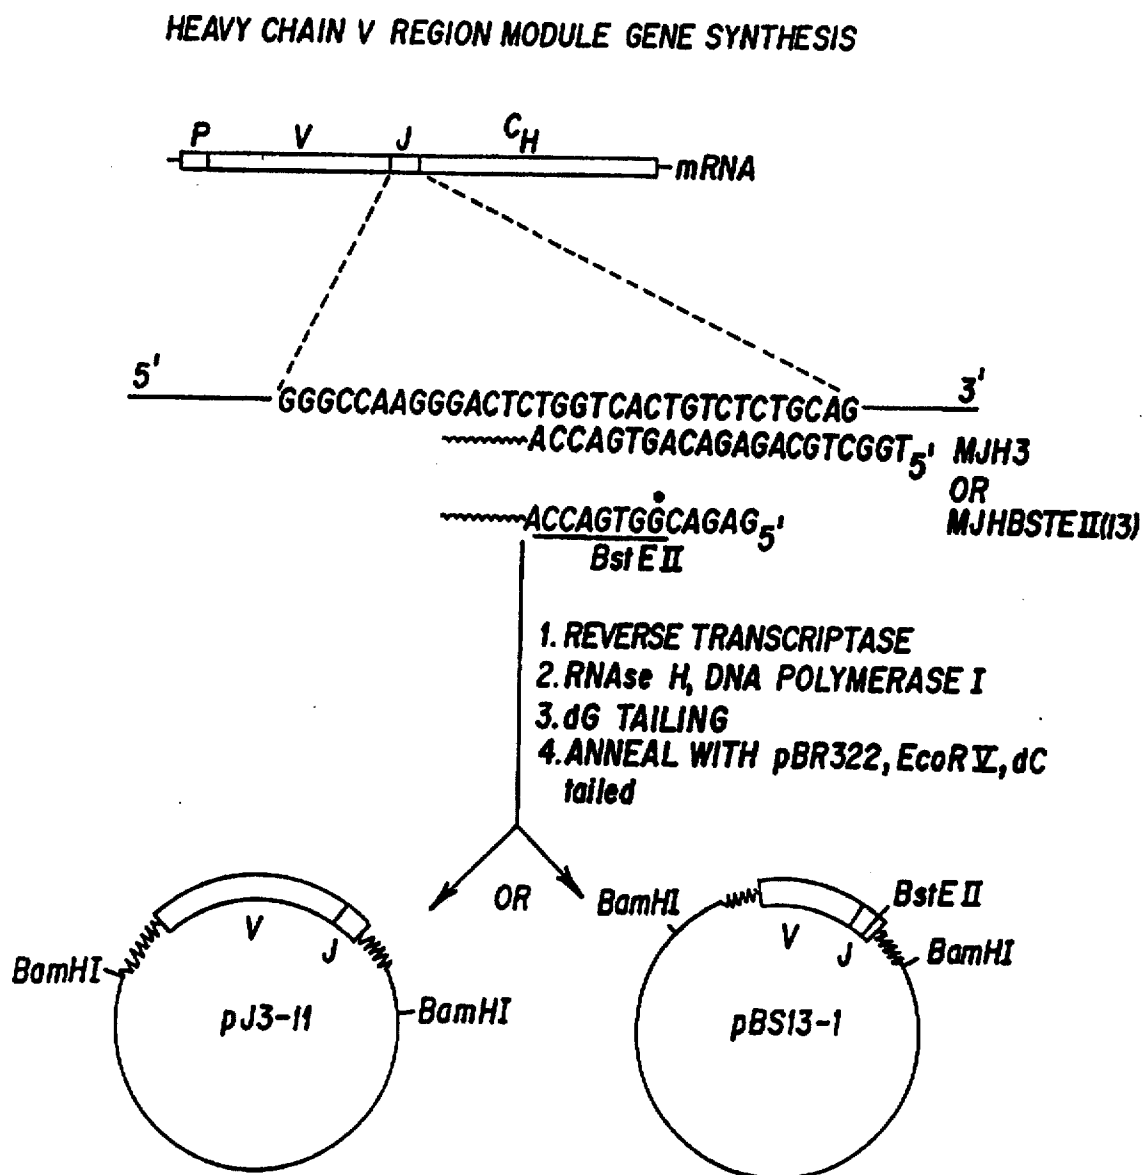 HEAVY CHAIN V REGION MODULE GENE SYNTHESIS
P V J CH
mRNA
5' 3'
GGGCCAAGGGACTCTGGTCACTGTCTCTGCAG
ACCAGTGACAGAGACGTCGGT5' MJH3
OR
MJHBSTEII(13)
ACCAGTGGCAGAG5'
BstEII
1. REVERSE TRANSCRIPTASE
2. RNAse H, DNA POLYMERASE I
3. dG TAILING
4. ANNEAL WITH pBR322, EcoRV, dC
tailed
OR
BamHI
V
J
BamHI
pJ3-11
BamHI
V
J
BstEII
BamHI
pBS13-1